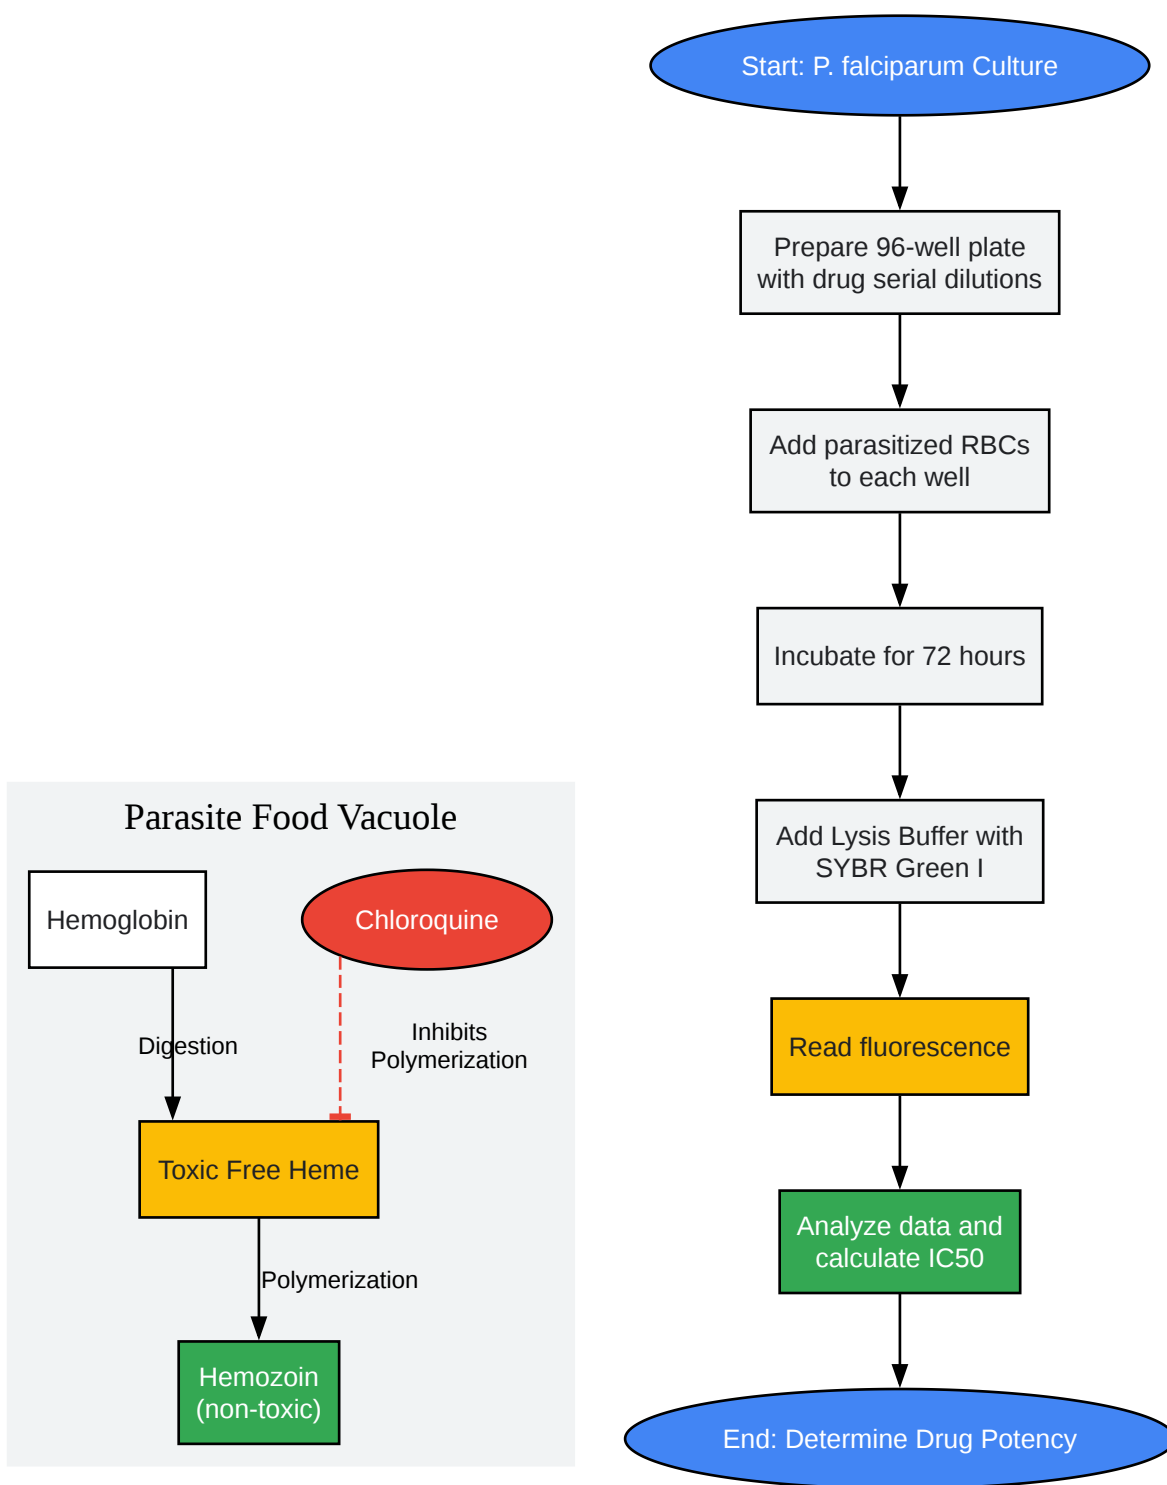 Start: P. falciparum Culture
Prepare 96-well plate
with drug serial dilutions
Add parasitized RBCs
to each well
Incubate for 72 hours
Add Lysis Buffer with
SYBR Green I
Read fluorescence
Analyze data and
calculate IC50
End: Determine Drug Potency
Parasite Food Vacuole
Hemoglobin
Chloroquine
Digestion
Inhibits
Polymerization
Toxic Free Heme
Polymerization
Hemozoin
(non-toxic)